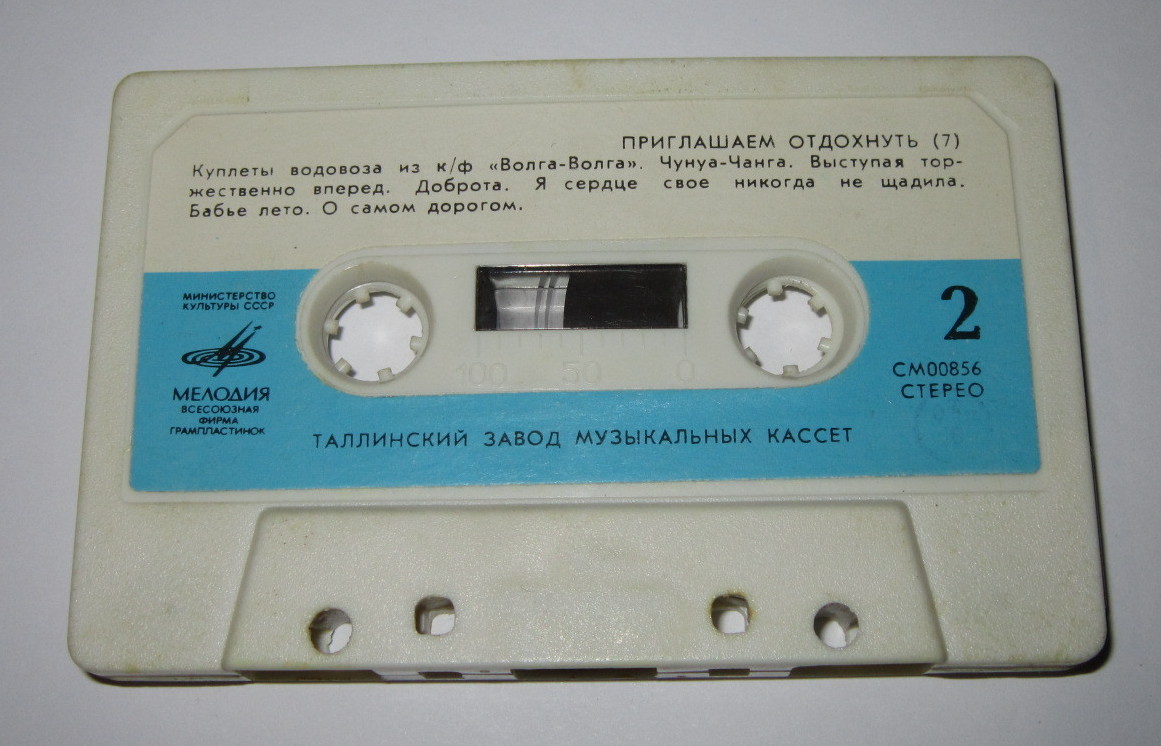 ПРИГЛАШАЕМ ОТДОХНУТЬ (7)
Куплеты водовоза из к/ф «Волга-Волга». Чунуа-Чанга. Выступая тор-
жественно вперед. Доброта. Я сердце свое никогда не щадила.
Бабье лето. О самом дорогом.
МИНИСТЕРСТВО
КУЛЬТУРЫ СССР
МЕЛОДИЯ
ВСЕСОЮЗНАЯ
ФИРМА
ГРАМПЛАСТИНОК
2
СМ00856
СТЕРЕО
100 50 0
ТАЛЛИНСКИЙ ЗАВОД МУЗЫКАЛЬНЫХ КАССЕТ